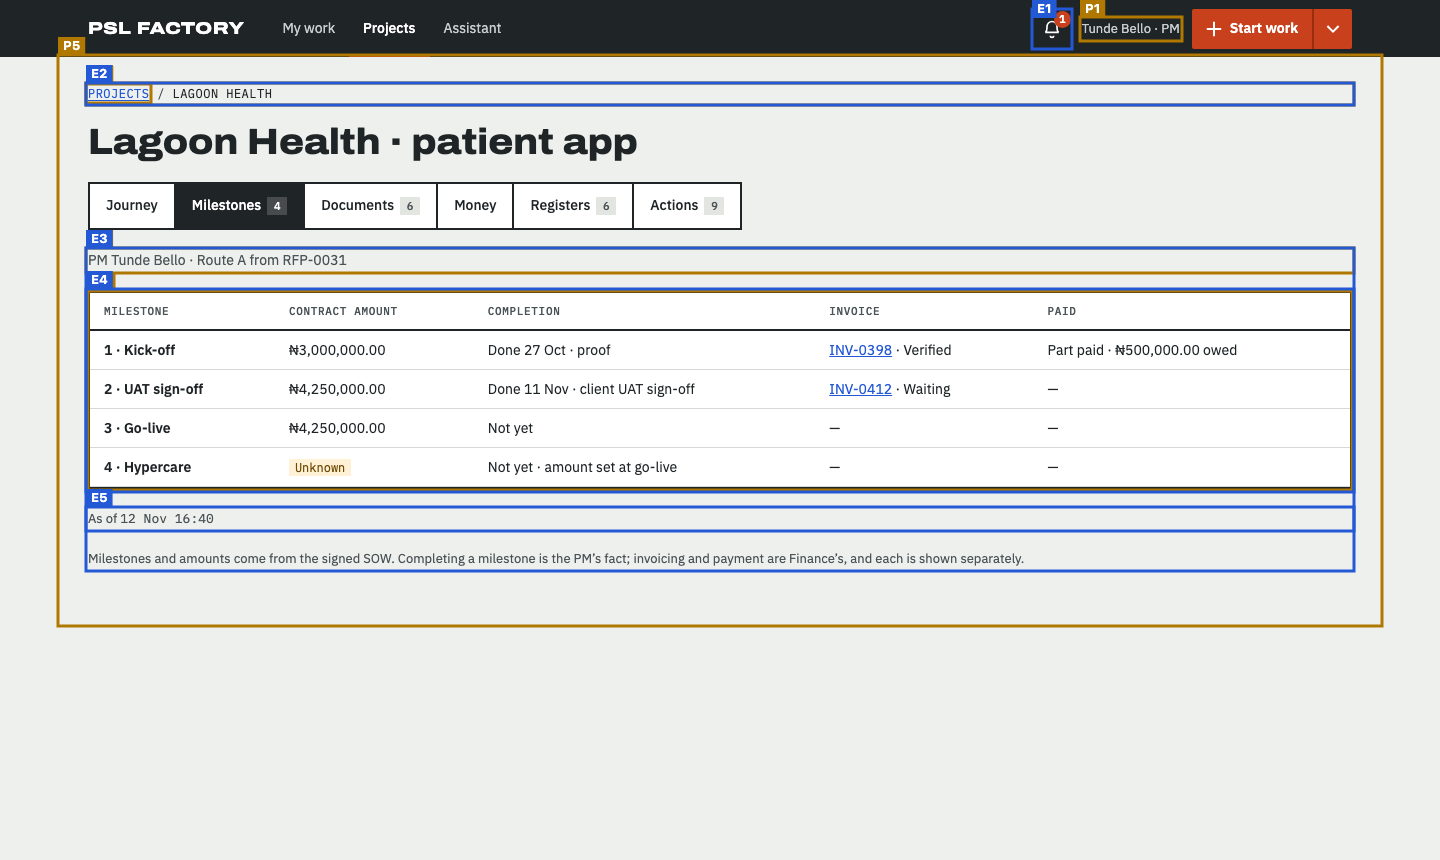 PSL FACTORY My work Projects Assistant E1 1 P1 Tunde Bello · PM Start work
P5
E2
PROJECTS / LAGOON HEALTH
Lagoon Health · patient app
Journey Milestones 4 Documents 6 Money Registers 6 Actions 9
E3
PM Tunde Bello · Route A from RFP-0031
E4
MILESTONE CONTRACT AMOUNT COMPLETION INVOICE PAID
1 · Kick-off ₦3,000,000.00 Done 27 Oct · proof INV-0398 · Verified Part paid · ₦500,000.00 owed
2 · UAT sign-off ₦4,250,000.00 Done 11 Nov · client UAT sign-off INV-0412 · Waiting —
3 · Go-live ₦4,250,000.00 Not yet — —
4 · Hypercare Unknown Not yet · amount set at go-live — —
E5
As of 12 Nov 16:40
Milestones and amounts come from the signed SOW. Completing a milestone is the PM’s fact; invoicing and payment are Finance’s, and each is shown separately.